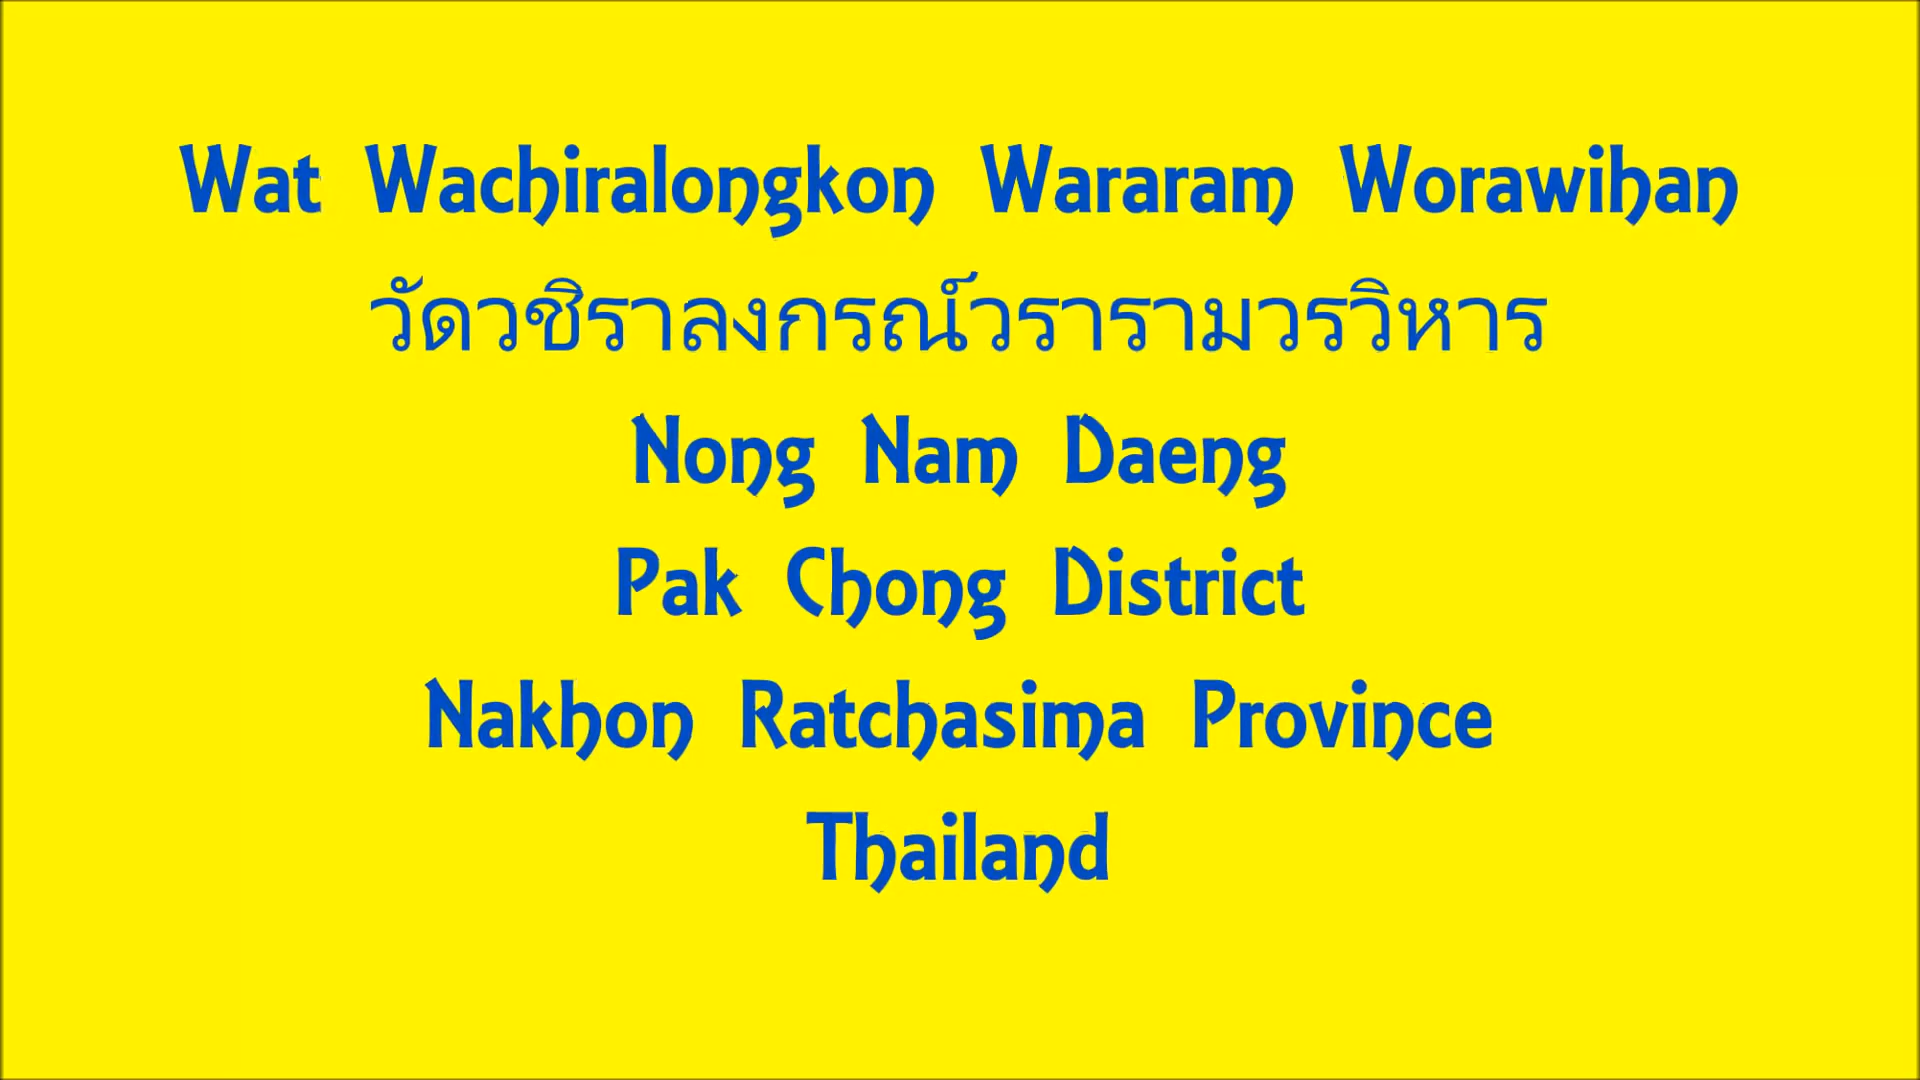 Wat Wachiralongkon Wararam Worawihan
วัดวชิราลงกรณ์วรารามวรวิหาร
Nong Nam Daeng
Pak Chong District
Nakhon Ratchasima Province
Thailand